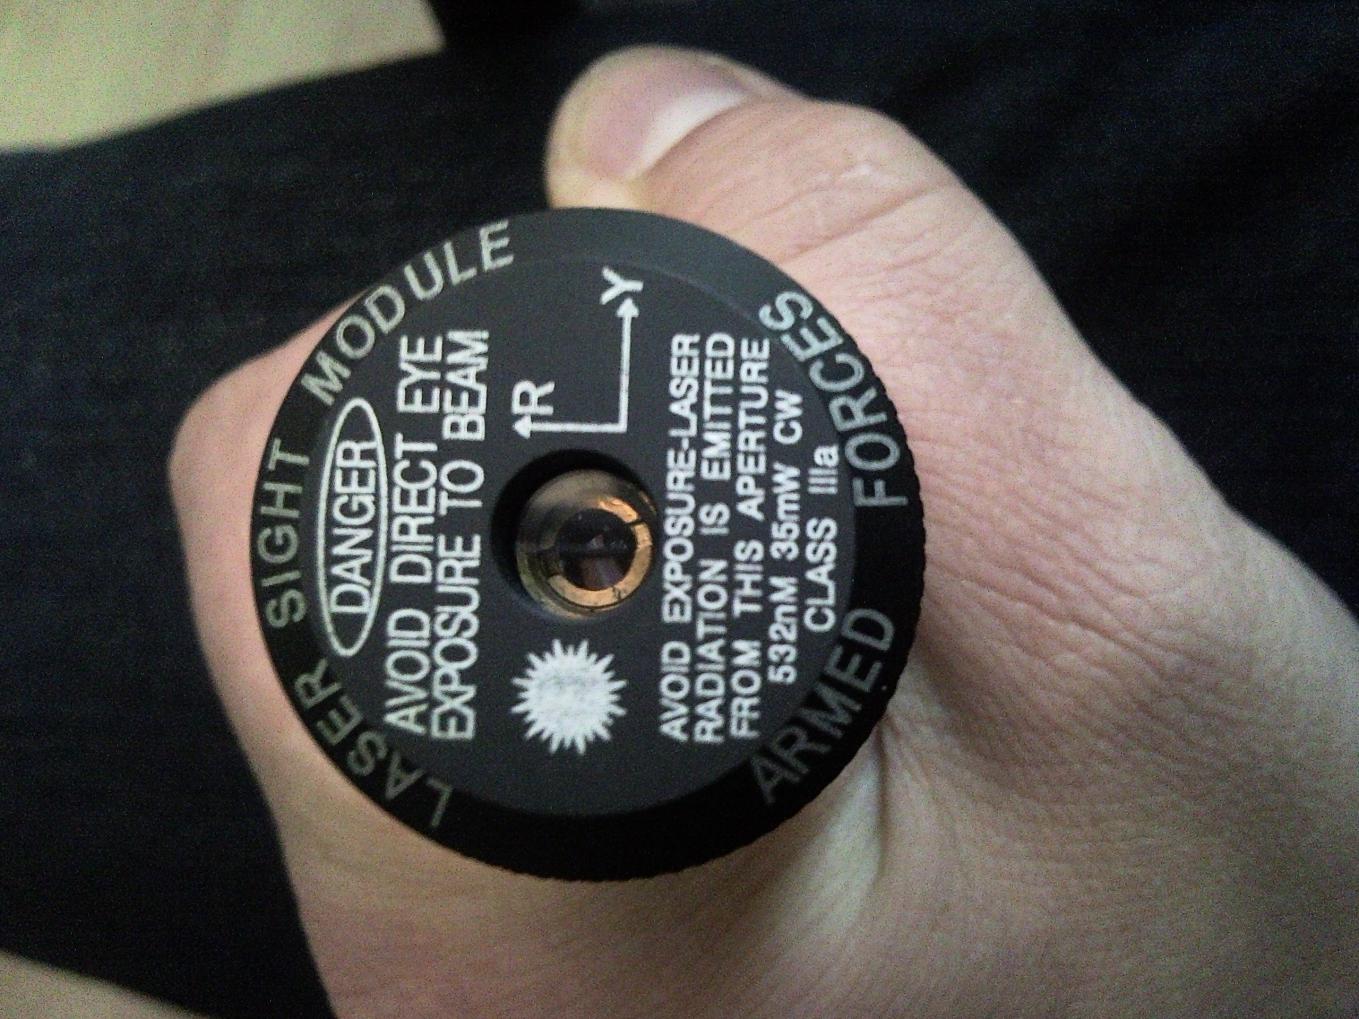 LASER SIGHT MODULE
DANGER
AVOID DIRECT EYE
EXPOSURE TO BEAM
R
Y
AVOID EXPOSURE-LASER
RADIATION IS EMITTED
FROM THIS APERTURE
532nM 35mW CW
CLASS IIIa
ARMED FORCES